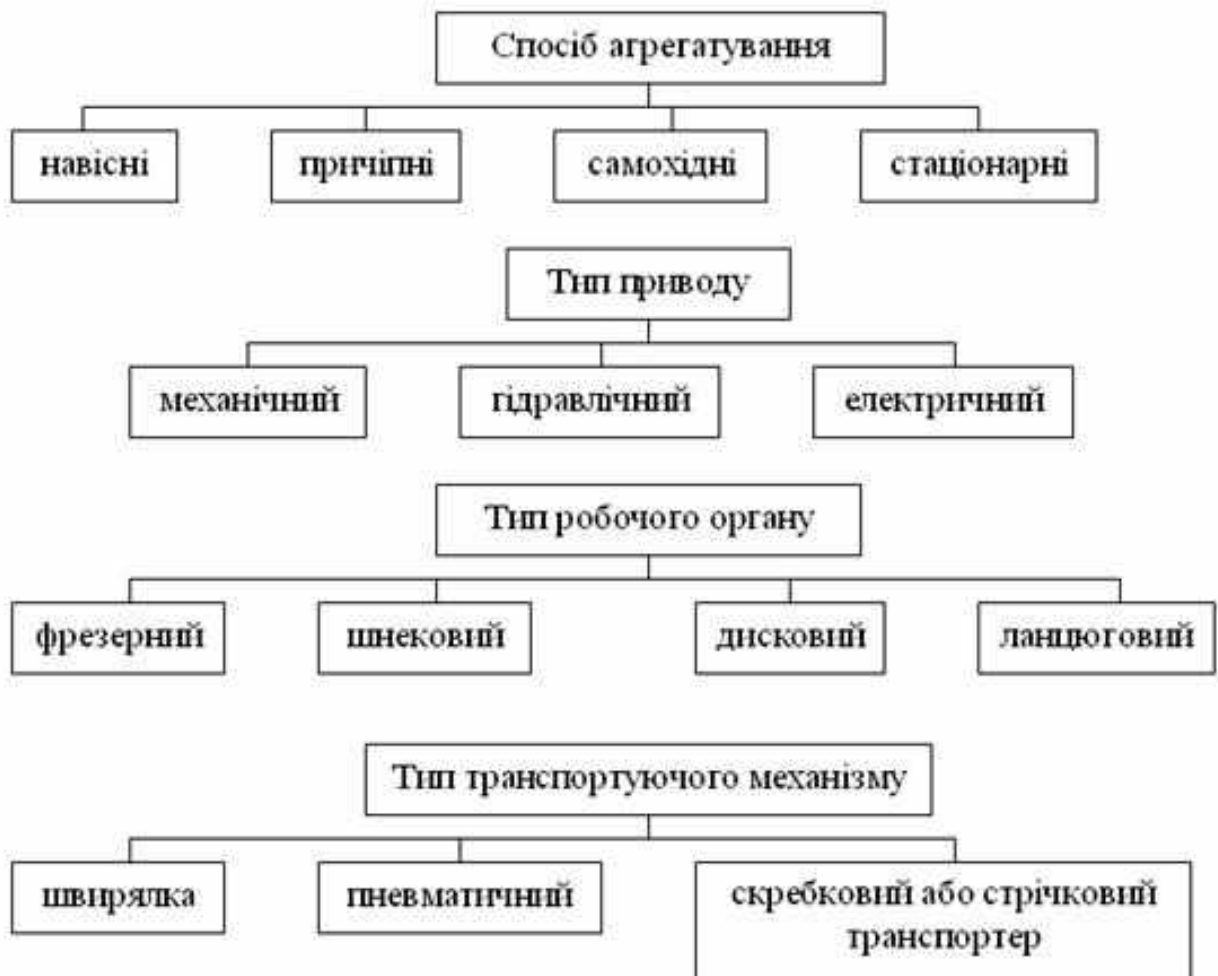 Спосіб агрегатування
навісні
причіпні
самохідні
стаціонарні
Тип приводу
механічний
гідравлічний
електричний
Тип робочого органу
фрезерний
шнековий
дисковий
ланцюговий
Тип транспортуючого механізму
швирялка
пневматичний
скребковий або стрічковий
транспортер